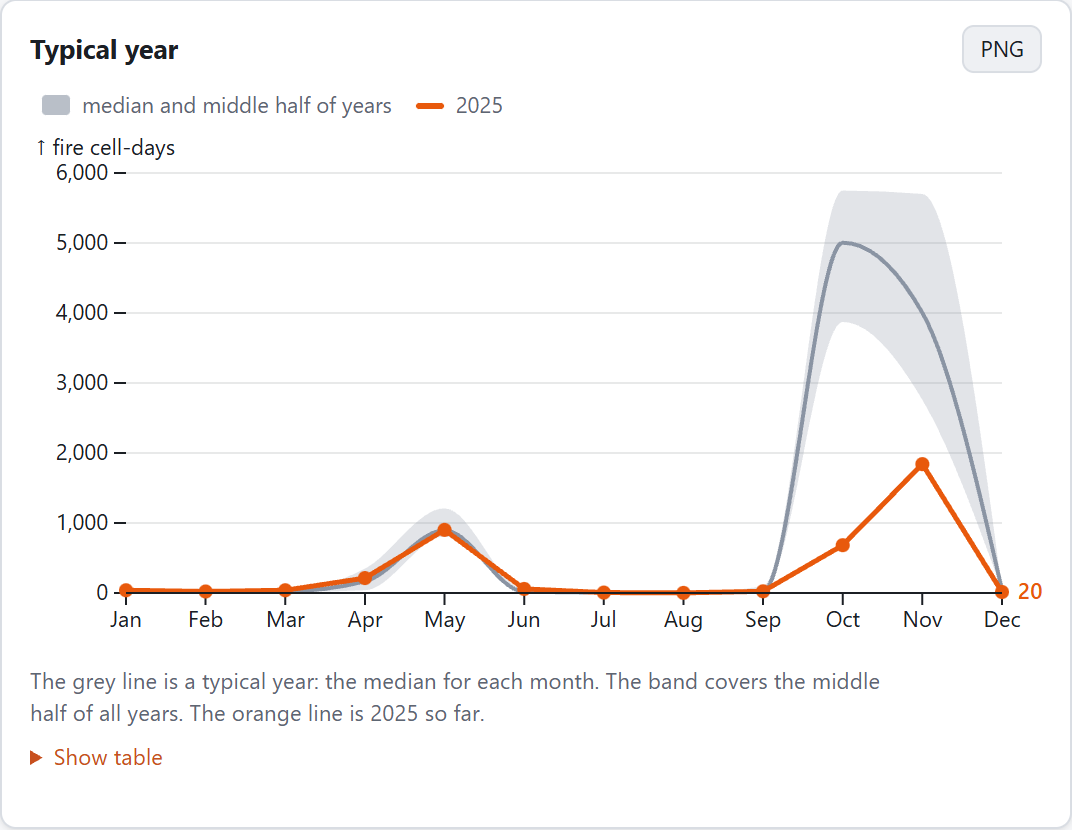 Typical year
PNG
median and middle half of years
2025
↑ fire cell-days
6,000
5,000
4,000
3,000
2,000
1,000
0
20
Jan Feb Mar Apr May Jun Jul Aug Sep Oct Nov Dec
The grey line is a typical year: the median for each month. The band covers the middle
half of all years. The orange line is 2025 so far.
Show table